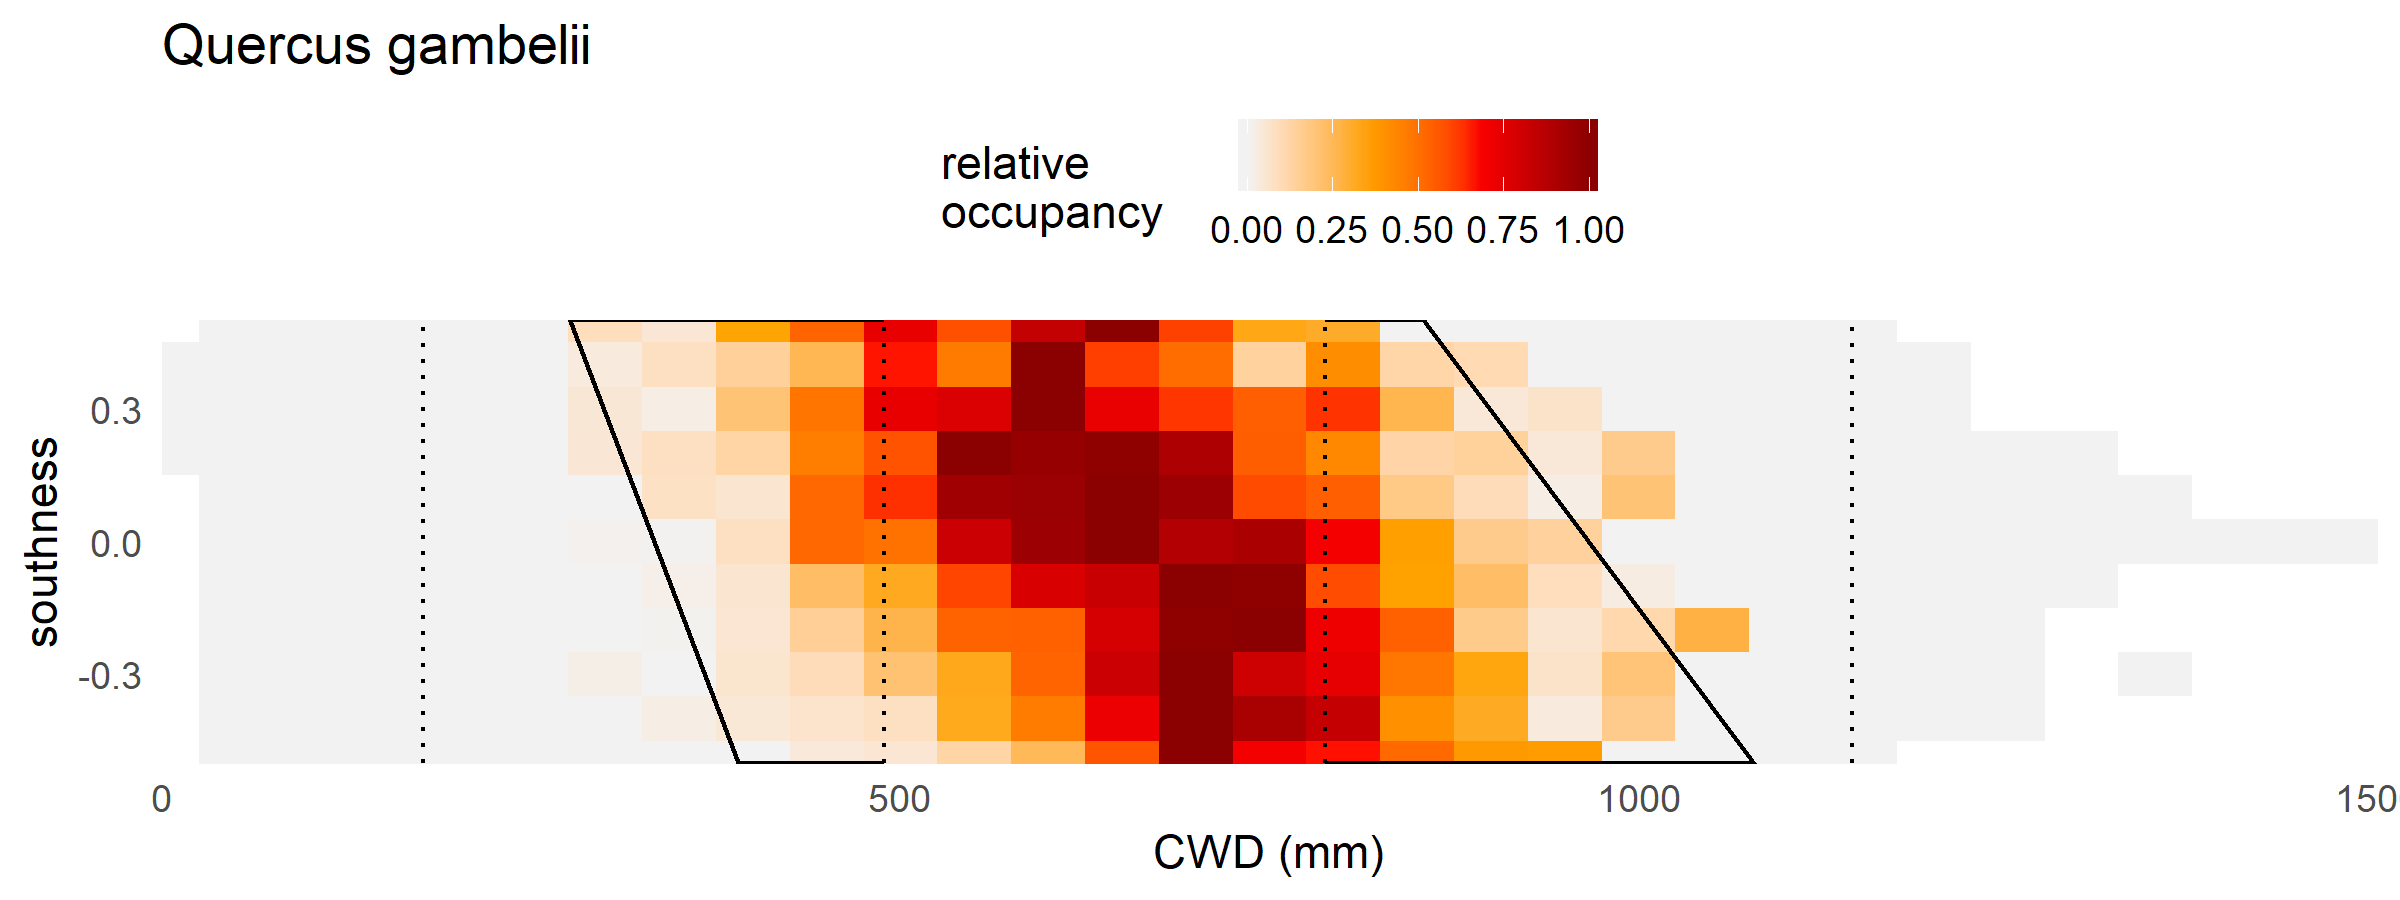 Quercus gambelii
relative
occupancy
0.00 0.25 0.50 0.75 1.00
southness
0.3
0.0
-0.3
0 500 1000 150
CWD (mm)